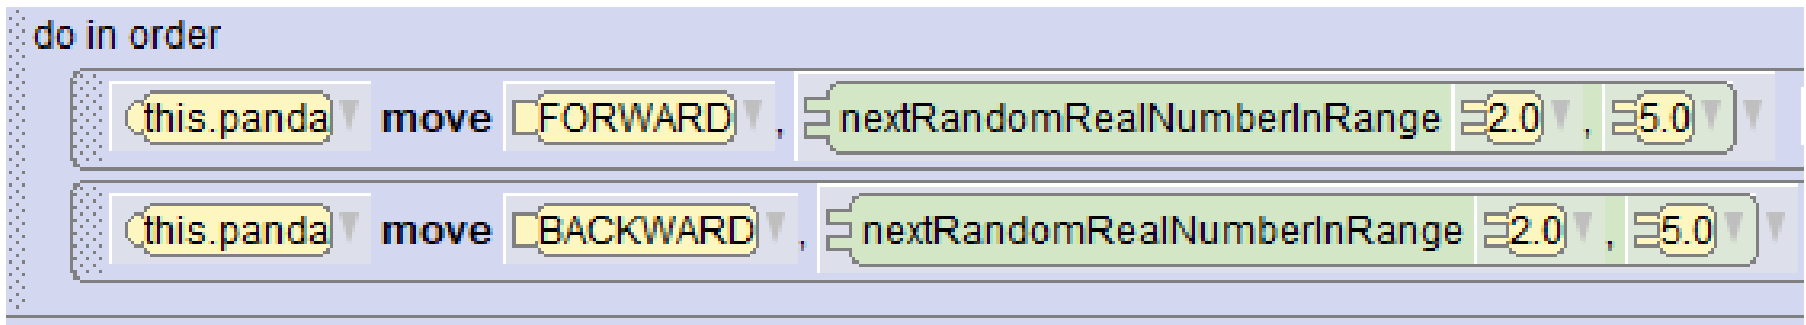 do in order
this.panda move FORWARD , nextRandomRealNumberInRange 2.0 , 5.0
this.panda move BACKWARD , nextRandomRealNumberInRange 2.0 , 5.0